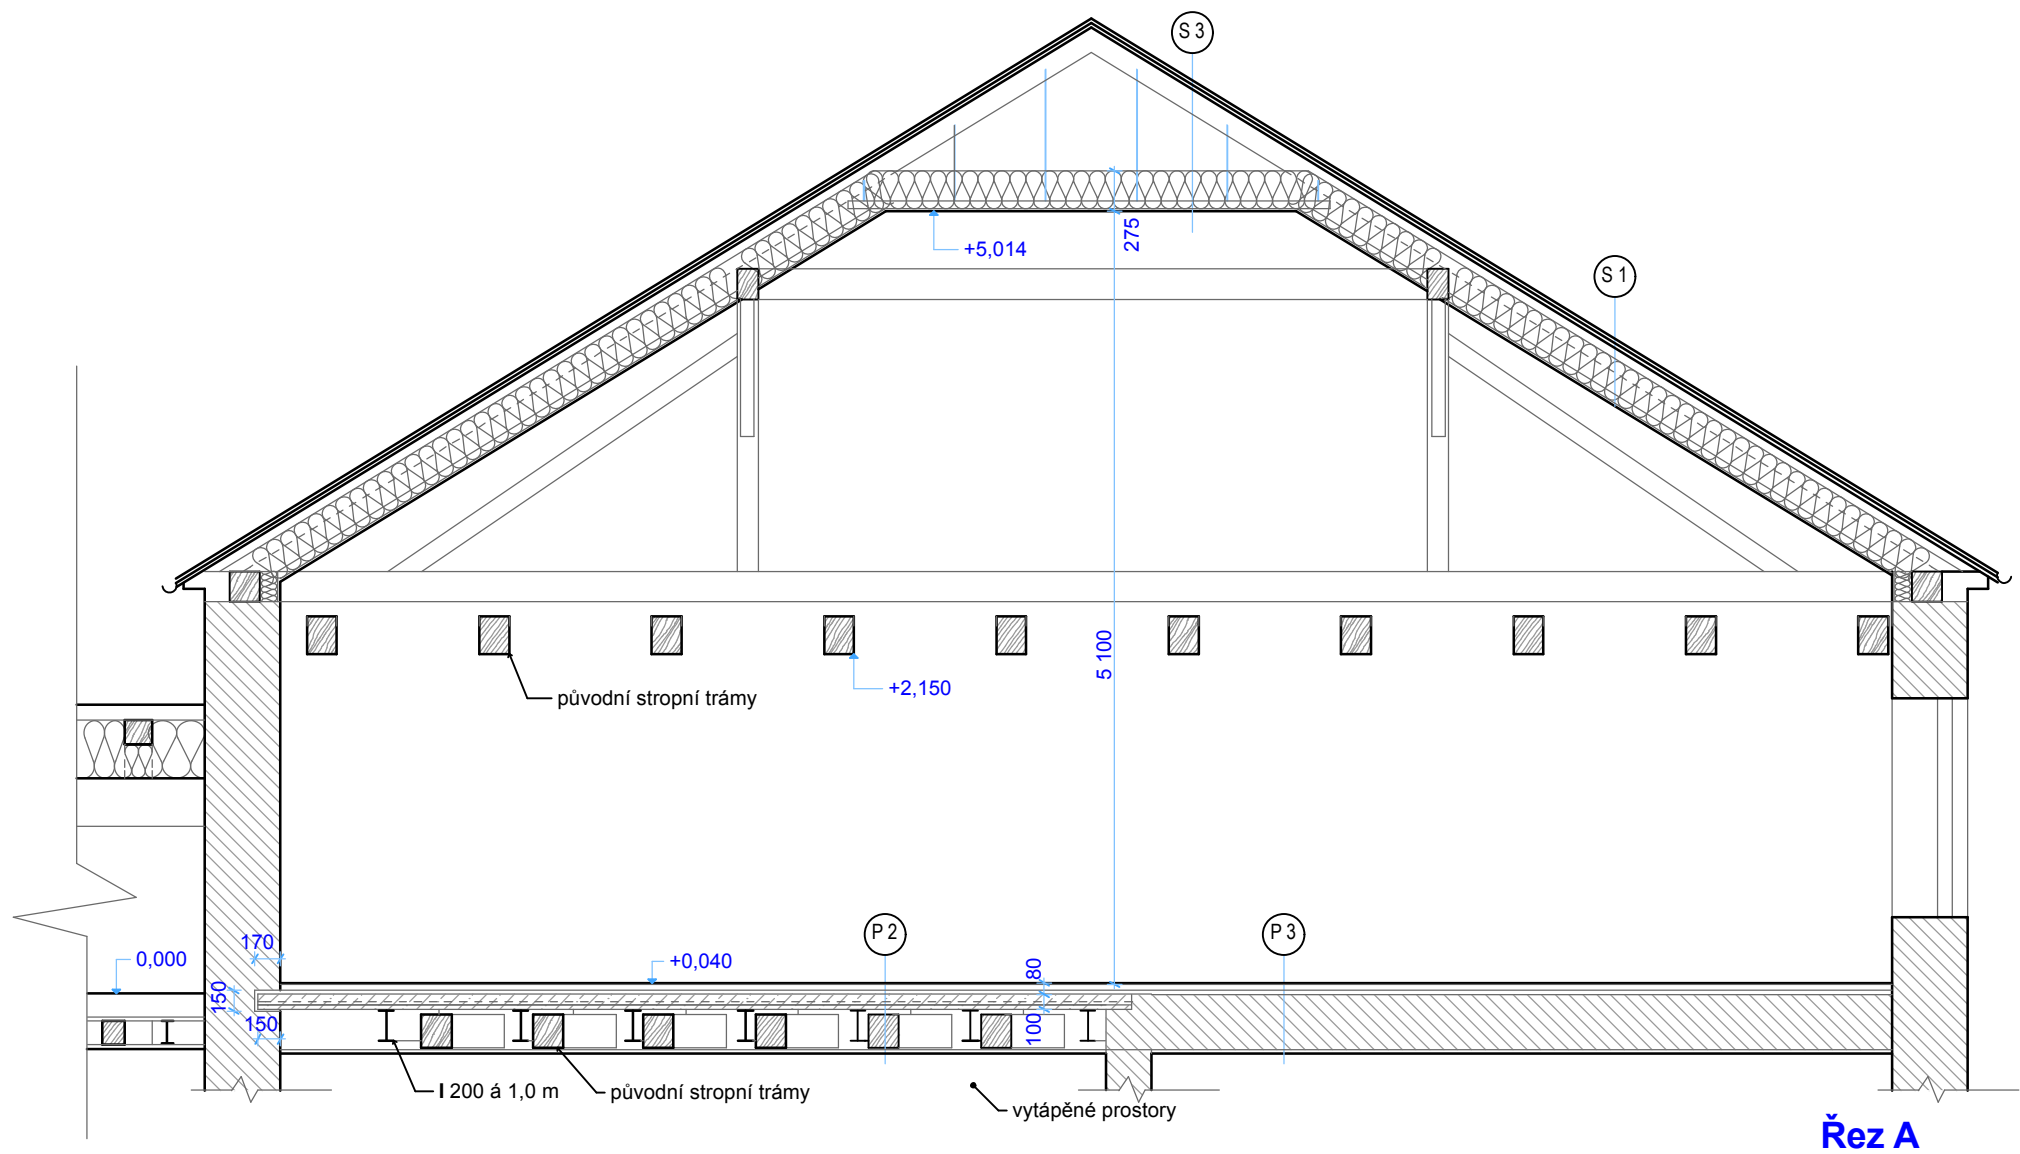 S 3
+5,014
275
S 1
5 100
+2,150
původní stropní trámy
P 2
P 3
170
0,000
+0,040
80
150
150
100
I 200 á 1,0 m
původní stropní trámy
vytápěné prostory
Řez A